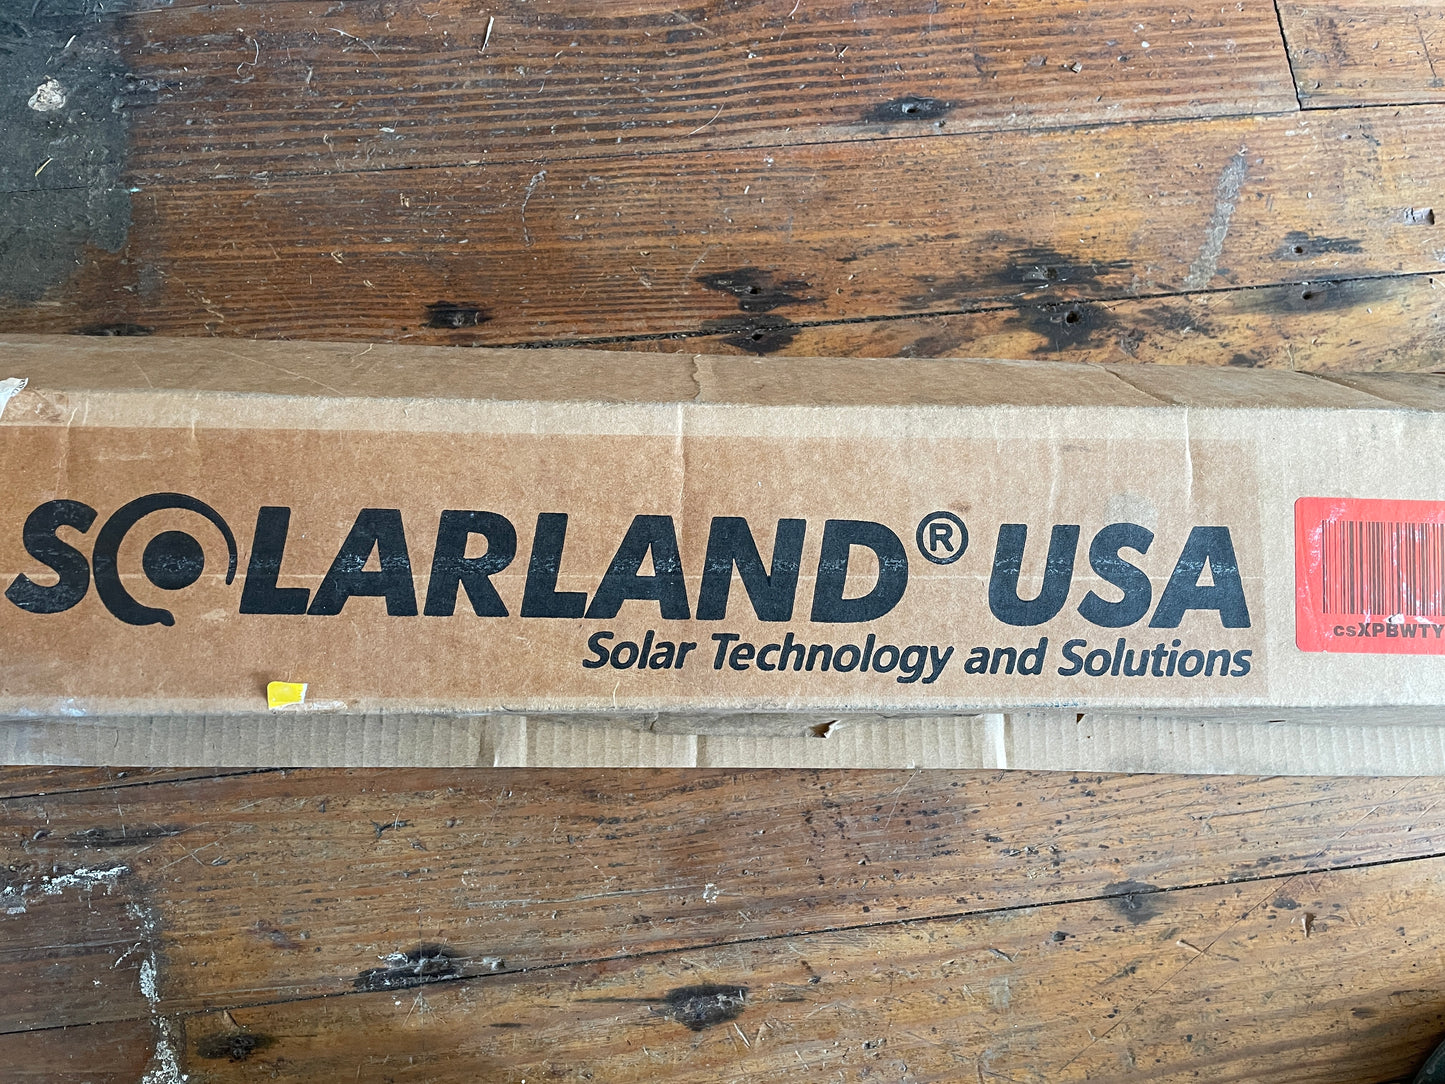 SOLARLAND® USA
Solar Technology and Solutions
csXPBWTY